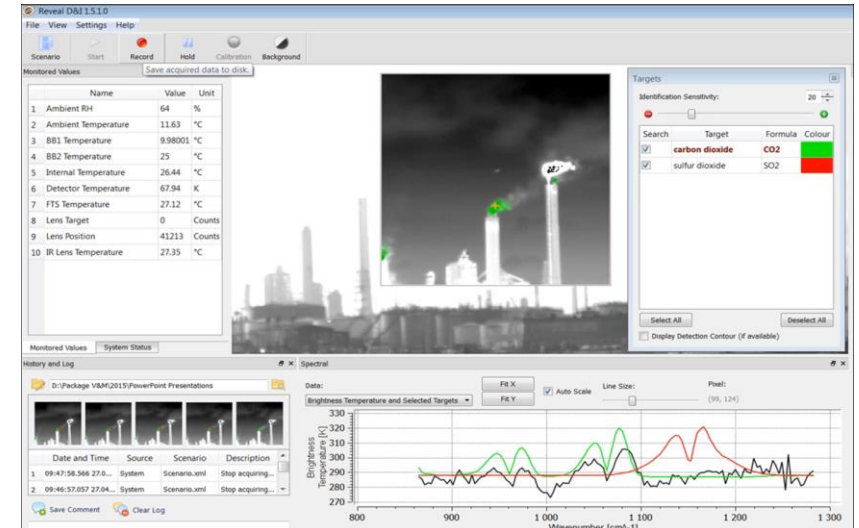 Reveal D&I 1.5.1.0
File View Settings Help
Scenario Start Record Hold Calibration Background
Monitored Values
Save acquired data to disk.
Name Value Unit
1 Ambient RH 64 %
2 Ambient Temperature 11.63 °C
3 BB1 Temperature 9.98001 °C
4 BB2 Temperature 25 °C
5 Internal Temperature 26.44 °C
6 Detector Temperature 67.94 K
7 FTS Temperature 27.12 °C
8 Lens Target 0 Counts
9 Lens Position 41213 Counts
10 IR Lens Temperature 27.35 °C
Monitored Values System Status
Targets
Identification Sensitivity: 20
Search Target Formula Colour
carbon dioxide CO2
sulfur dioxide SO2
Select All Deselect All
Display Detection Contour (if available)
History and Log
D:\Package V&M\2015\PowerPoint Presentations
Date and Time Source Scenario Description
1 09:47:58.566 27.0... System Scenario.xml Stop acquiring...
2 09:46:57.057 27.04... System Scenario.xml Stop acquiring...
Save Comment Clear Log
Spectral
Data: Fit X Auto Scale Line Size: Pixel:
Brightness Temperature and Selected Targets Fit Y (99, 124)
Brightness
Temperature [K]
330
320
310
300
290
280
270
800 900 1 000 1 100 1 200 1 300
Wavenumber [cm^-1]